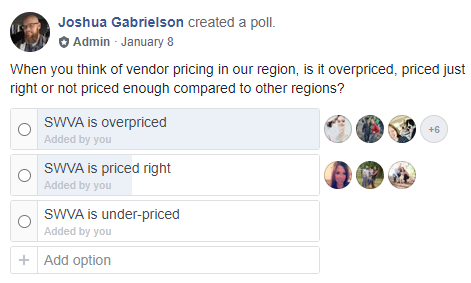 Joshua Gabrielson created a poll.
Admin · January 8
When you think of vendor pricing in our region, is it overpriced, priced just
right or not priced enough compared to other regions?
SWVA is overpriced
Added by you
+6
SWVA is priced right
Added by you
SWVA is under-priced
Added by you
+ Add option